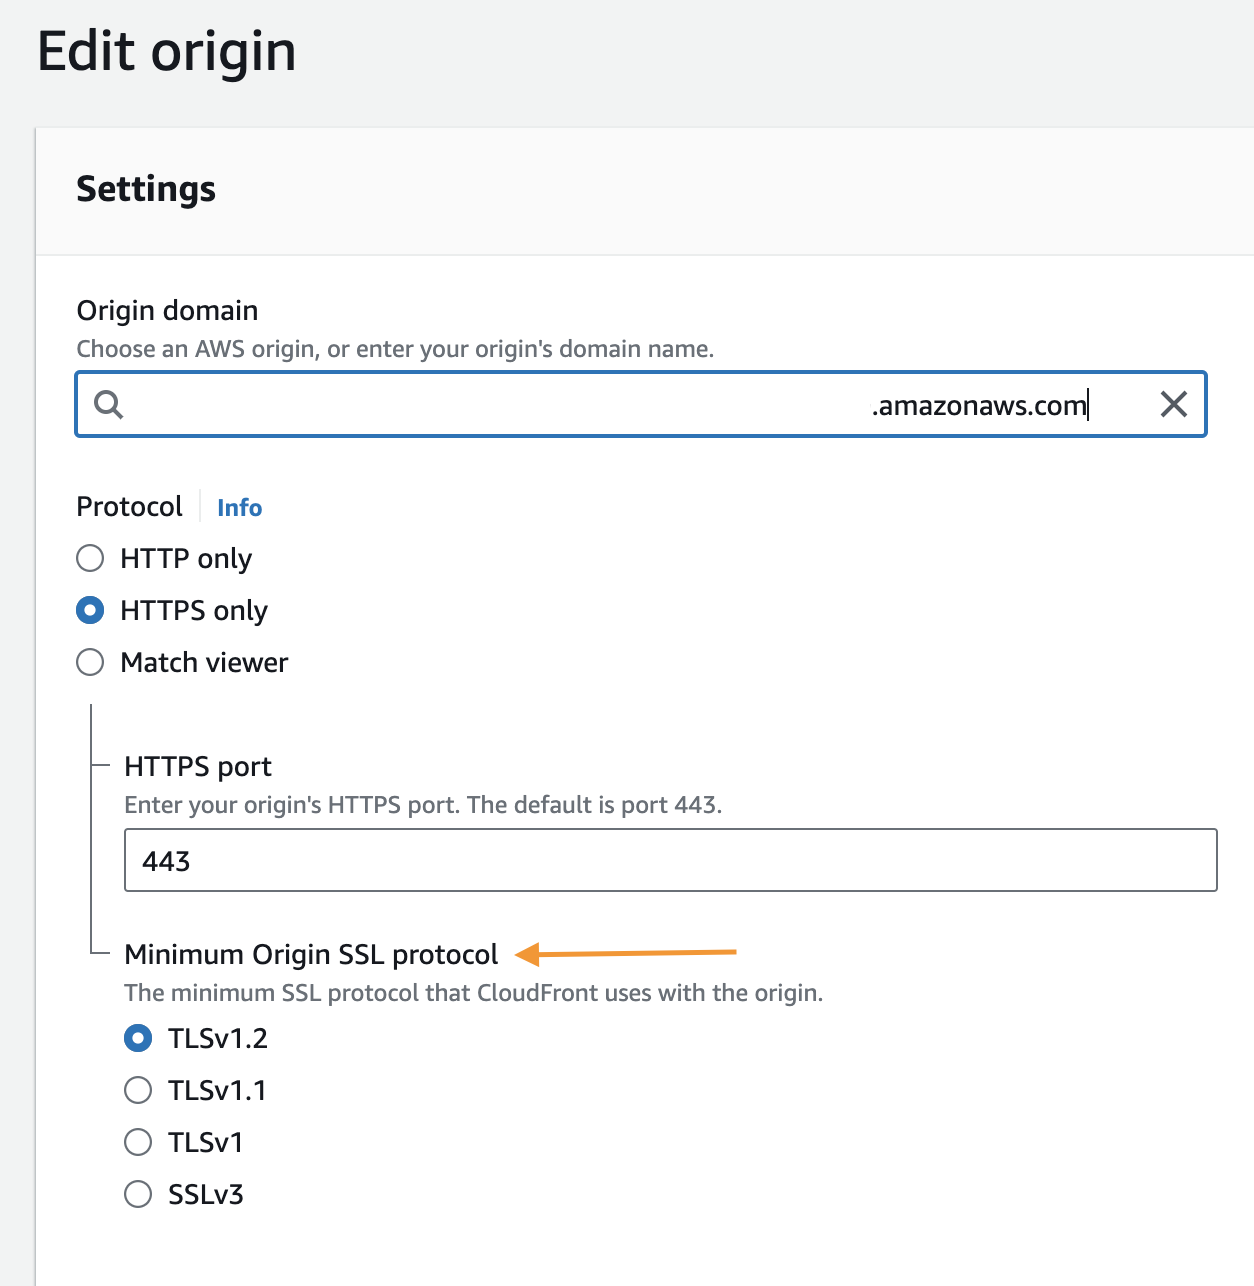 Edit origin
Settings
Origin domain
Choose an AWS origin, or enter your origin's domain name.
.amazonaws.com
Protocol Info
HTTP only
HTTPS only
Match viewer
HTTPS port
Enter your origin's HTTPS port. The default is port 443.
443
Minimum Origin SSL protocol
The minimum SSL protocol that CloudFront uses with the origin.
TLSv1.2
TLSv1.1
TLSv1
SSLv3